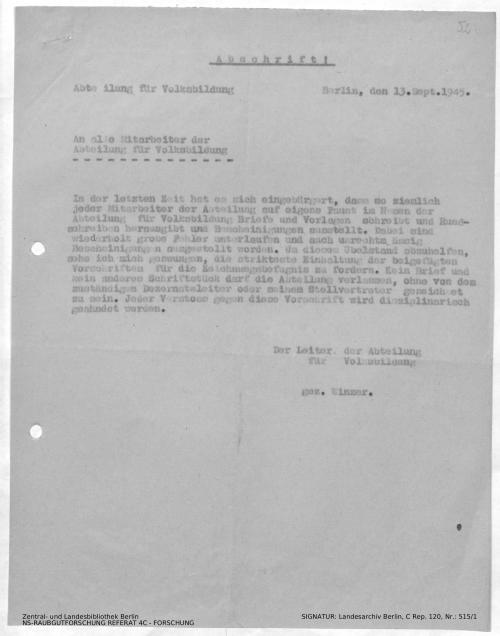 52
Abschrift!
Abteilung für Volksbildung Berlin, den 13.Sept.1945.
An alle Mitarbeiter der
Abteilung für Volksbildung
In der letzten Zeit hat es sich eingebürgert, dass so ziemlich
jeder Mitarbeiter der Abteilung auf eigene Faust im Namen der
Abteilung für Volksbildung Briefe und Vorlagen schreibt und Rund-
schreiben herausgibt und Bescheinigungen ausstellt. Dabei sind
wiederholt grobe Fehler unterlaufen und auch unrechtmässig
Bescheinigungen ausgestellt worden. Um diesem Übelstand abzuhelfen,
sehe ich mich gezwungen, die strikteste Einhaltung der beigefügten
Vorschriften für die Zeichnungsbefugnis zu fordern. Kein Brief und
kein anderes Schriftstück darf die Abteilung verlassen, ohne von dem
zuständigen Dezernatsleiter oder seinem Stellvertreter gezeichnet
zu sein. Jeder Verstoss gegen diese Vorschrift wird disziplinarisch
geahndet werden.
Der Leiter der Abteilung
für Volksbildung
gez. Winzer.
Zentral- und Landesbibliothek Berlin
NS-RAUBGUTFORSCHUNG REFERAT 4C - FORSCHUNG
SIGNATUR: Landesarchiv Berlin, C Rep. 120, Nr.: 515/1